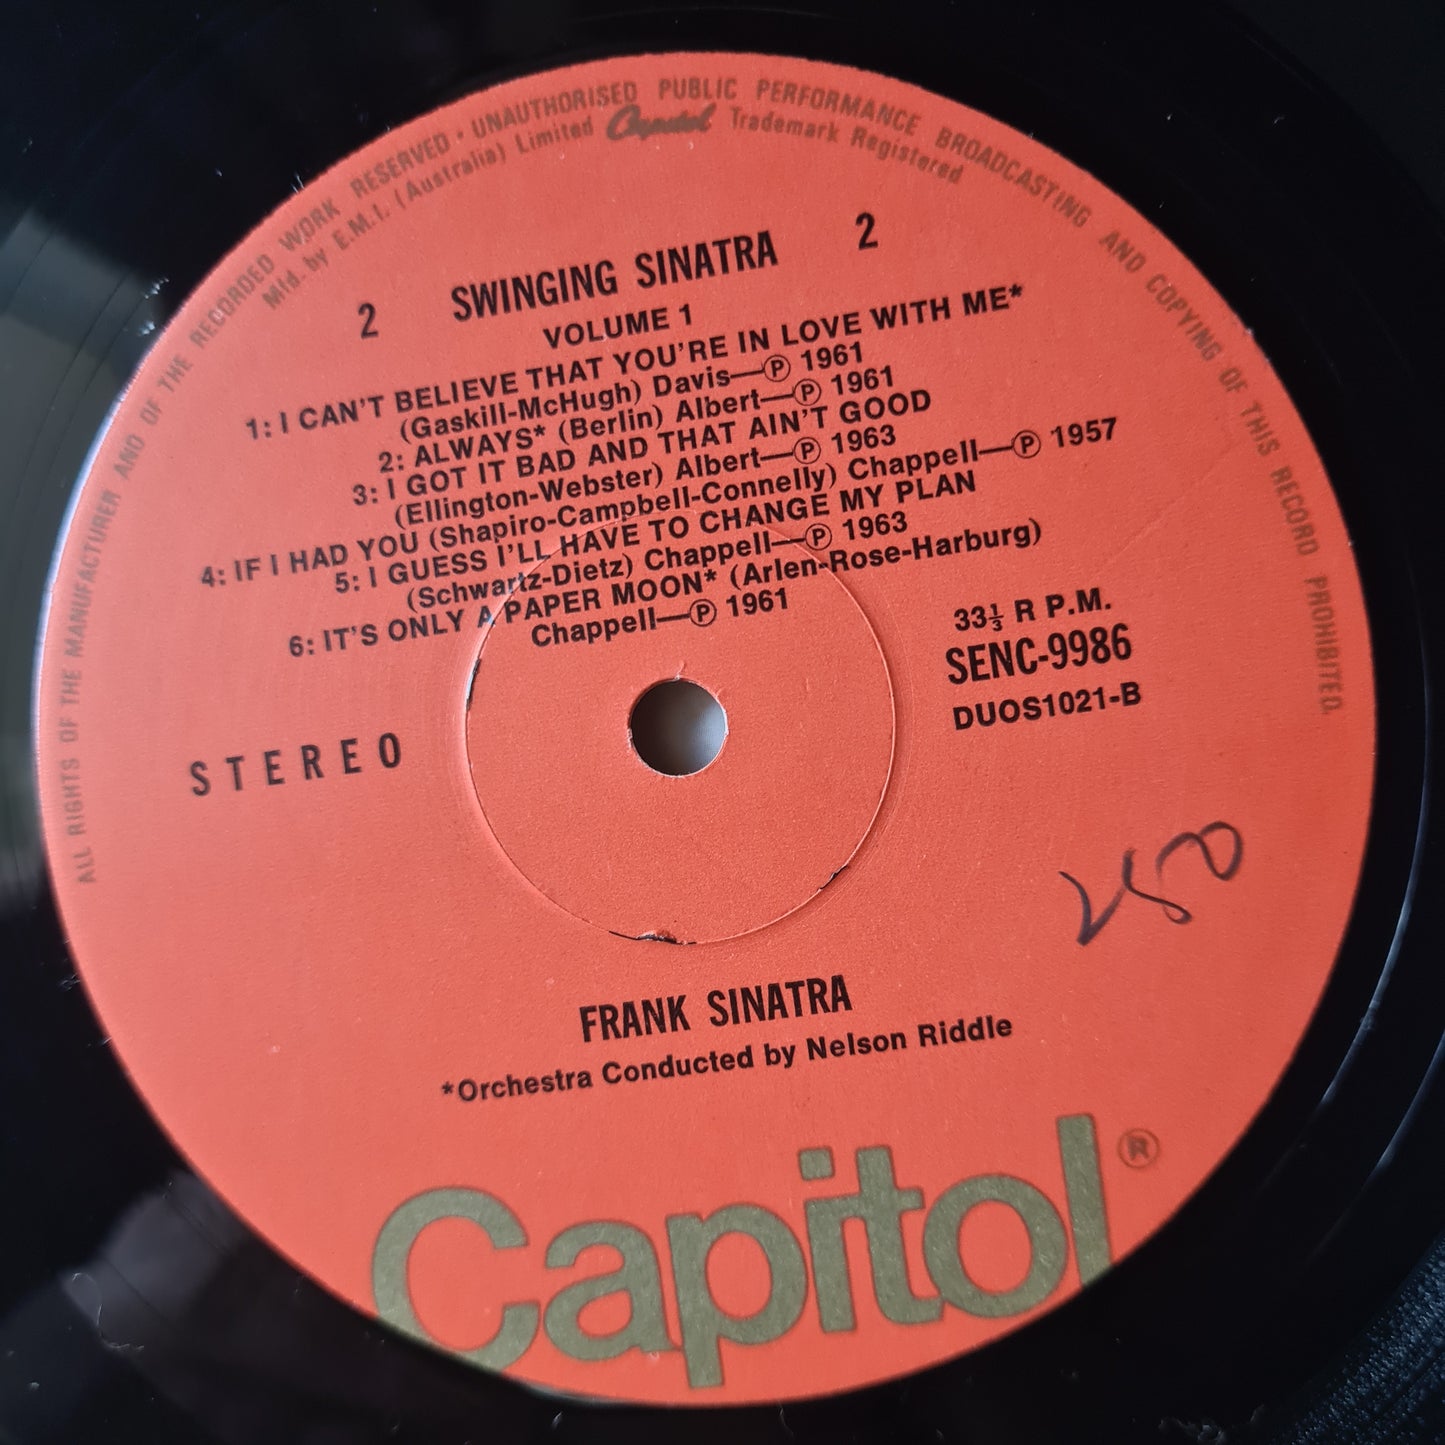 ALL RIGHTS OF THE MANUFACTURER AND OF THE RECORDED WORK RESERVED • UNAUTHORISED PUBLIC PERFORMANCE BROADCASTING AND COPYING OF THIS RECORD PROHIBITED.
Mfd. by E.M.I. (Australia) Limited Capitol Trademark Registered
2 SWINGING SINATRA 2
VOLUME 1
1: I CAN'T BELIEVE THAT YOU'RE IN LOVE WITH ME*
(Gaskill-McHugh) Davis—Ⓟ 1961
2: ALWAYS* (Berlin) Albert—Ⓟ 1961
3: I GOT IT BAD AND THAT AIN'T GOOD
(Ellington-Webster) Albert—Ⓟ 1963
4: IF I HAD YOU (Shapiro-Campbell-Connelly) Chappell—Ⓟ 1957
5: I GUESS I'LL HAVE TO CHANGE MY PLAN
(Schwartz-Dietz) Chappell—Ⓟ 1963
6: IT'S ONLY A PAPER MOON* (Arlen-Rose-Harburg)
Chappell—Ⓟ 1961
33⅓ R P.M.
SENC-9986
DUOS1021-B
STEREO
250
FRANK SINATRA
*Orchestra Conducted by Nelson Riddle
Capitol®